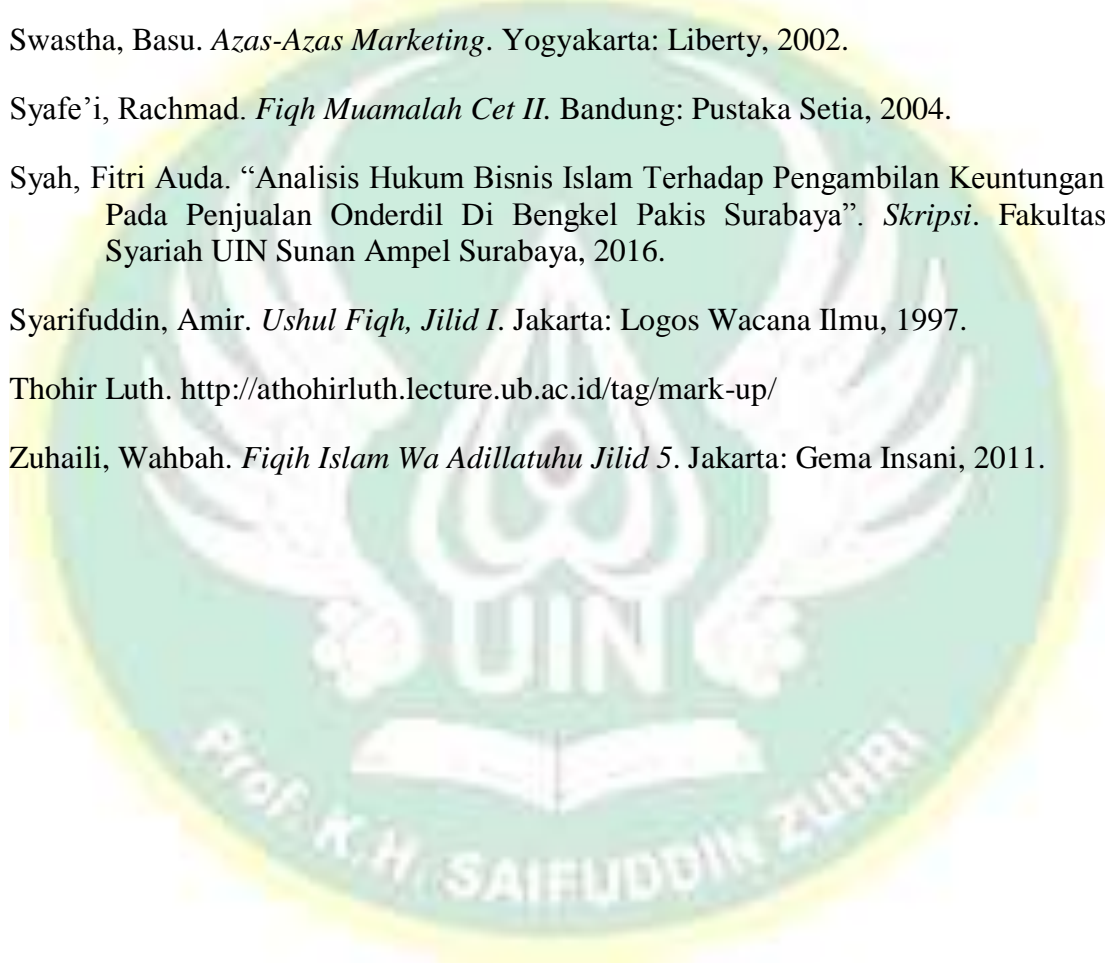 Swastha, Basu. Azas-Azas Marketing. Yogyakarta: Liberty, 2002.
Syafe’i, Rachmad. Fiqh Muamalah Cet II. Bandung: Pustaka Setia, 2004.
Syah, Fitri Auda. “Analisis Hukum Bisnis Islam Terhadap Pengambilan Keuntungan
Pada Penjualan Onderdil Di Bengkel Pakis Surabaya”. Skripsi. Fakultas
Syariah UIN Sunan Ampel Surabaya, 2016.
Syarifuddin, Amir. Ushul Fiqh, Jilid I. Jakarta: Logos Wacana Ilmu, 1997.
Thohir Luth. http://athohirluth.lecture.ub.ac.id/tag/mark-up/
Zuhaili, Wahbah. Fiqih Islam Wa Adillatuhu Jilid 5. Jakarta: Gema Insani, 2011.
UIN
Prof. K.H. SAIFUDDIN ZUHRI